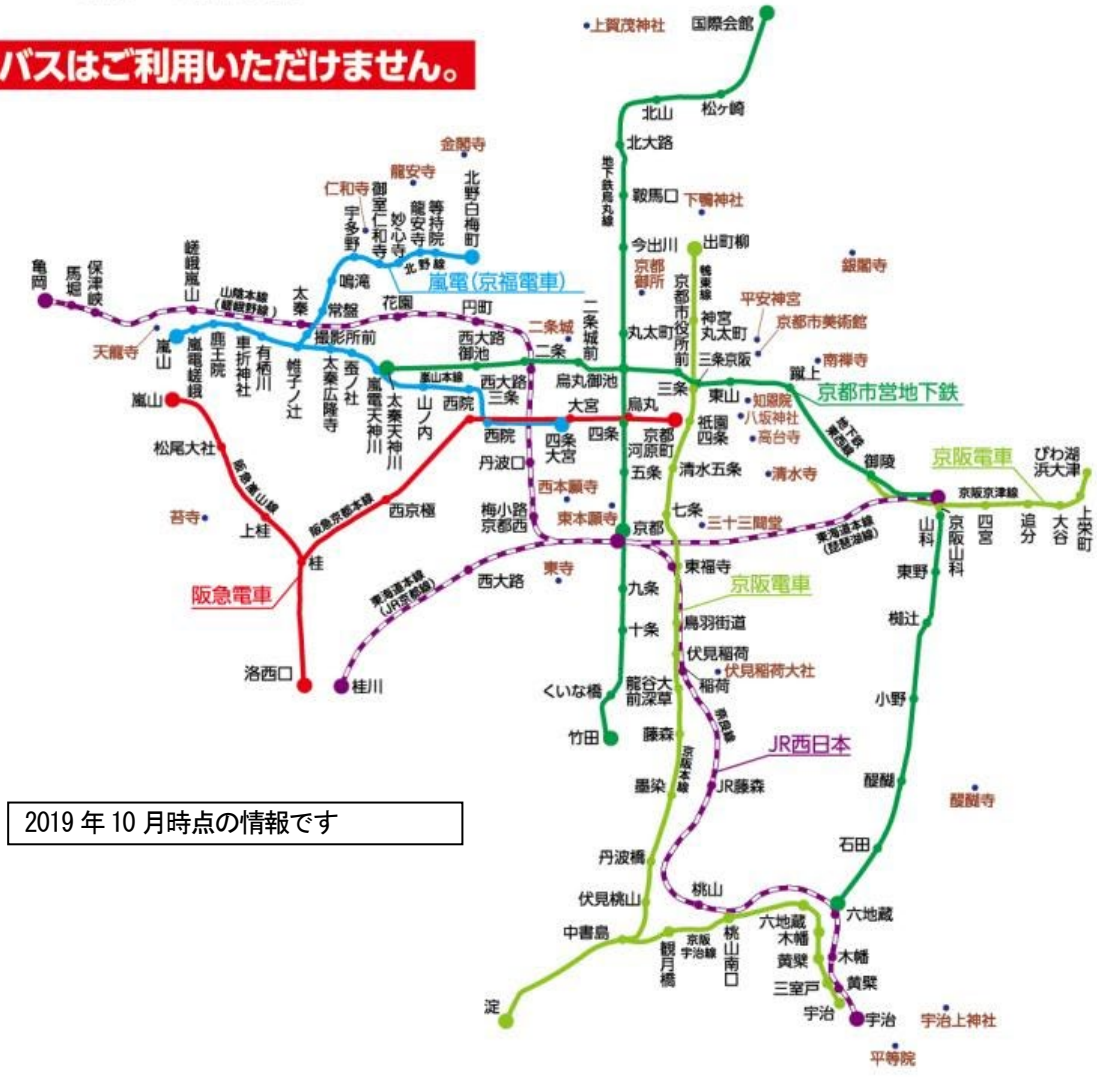 バスはご利用いただけません。
上賀茂神社
国際会館
北山
松ヶ崎
北大路
地下鉄烏丸線
鞍馬口
下鴨神社
今出川
出町柳
京都
御所
鴨東線
銀閣寺
金閣寺
龍安寺
仁和寺
北野白梅町
等持院
龍安寺
妙心寺
御室仁和寺
宇多野
北野線
嵐電(京福電車)
鳴滝
常盤
撮影所前
亀岡
馬堀
保津峡
嵯峨嵐山
山陰本線
(嵯峨野線)
太秦
花園
円町
二条城
二条城前
丸太町
京都市役所前
神宮
丸太町
平安神宮
京都市美術館
南禅寺
三条京阪
蹴上
京都市営地下鉄
天龍寺
嵐山
嵐電嵯峨
鹿王院
車折神社
有栖川
帷子ノ辻
太秦広隆寺
蚕ノ社
嵐電天神川
太秦天神川
山ノ内
嵐山本線
西大路
御池
西大路
三条
二条
烏丸御池
三条
東山
知恩院
八坂神社
高台寺
地下鉄
東西線
御陵
京阪電車
びわ湖
浜大津
嵐山
松尾大社
阪急嵐山線
上桂
苔寺
桂
阪急京都本線
西京極
西院
西院
大宮
四条
大宮
四条
烏丸
京都
河原町
祇園
四条
五条
清水五条
清水寺
丹波口
西本願寺
東本願寺
梅小路
京都西
京都
七条
三十三間堂
東海道本線
(琵琶湖線)
京阪京津線
山科
京阪山科
四宮
追分
大谷
上栄町
阪急電車
洛西口
桂川
東海道本線
(JR京都線)
西大路
東寺
九条
十条
くいな橋
竹田
東福寺
京阪電車
鳥羽街道
伏見稲荷
伏見稲荷大社
龍谷大
前深草
稲荷
奈良線
藤森
京阪本線
JR西日本
墨染
JR藤森
東野
椥辻
小野
醍醐
醍醐寺
石田
2019年10月時点の情報です
丹波橋
伏見桃山
桃山
中書島
観月橋
京阪
宇治線
桃山南口
六地蔵
六地蔵
木幡
木幡
黄檗
黄檗
三室戸
宇治
宇治
淀
宇治上神社
平等院